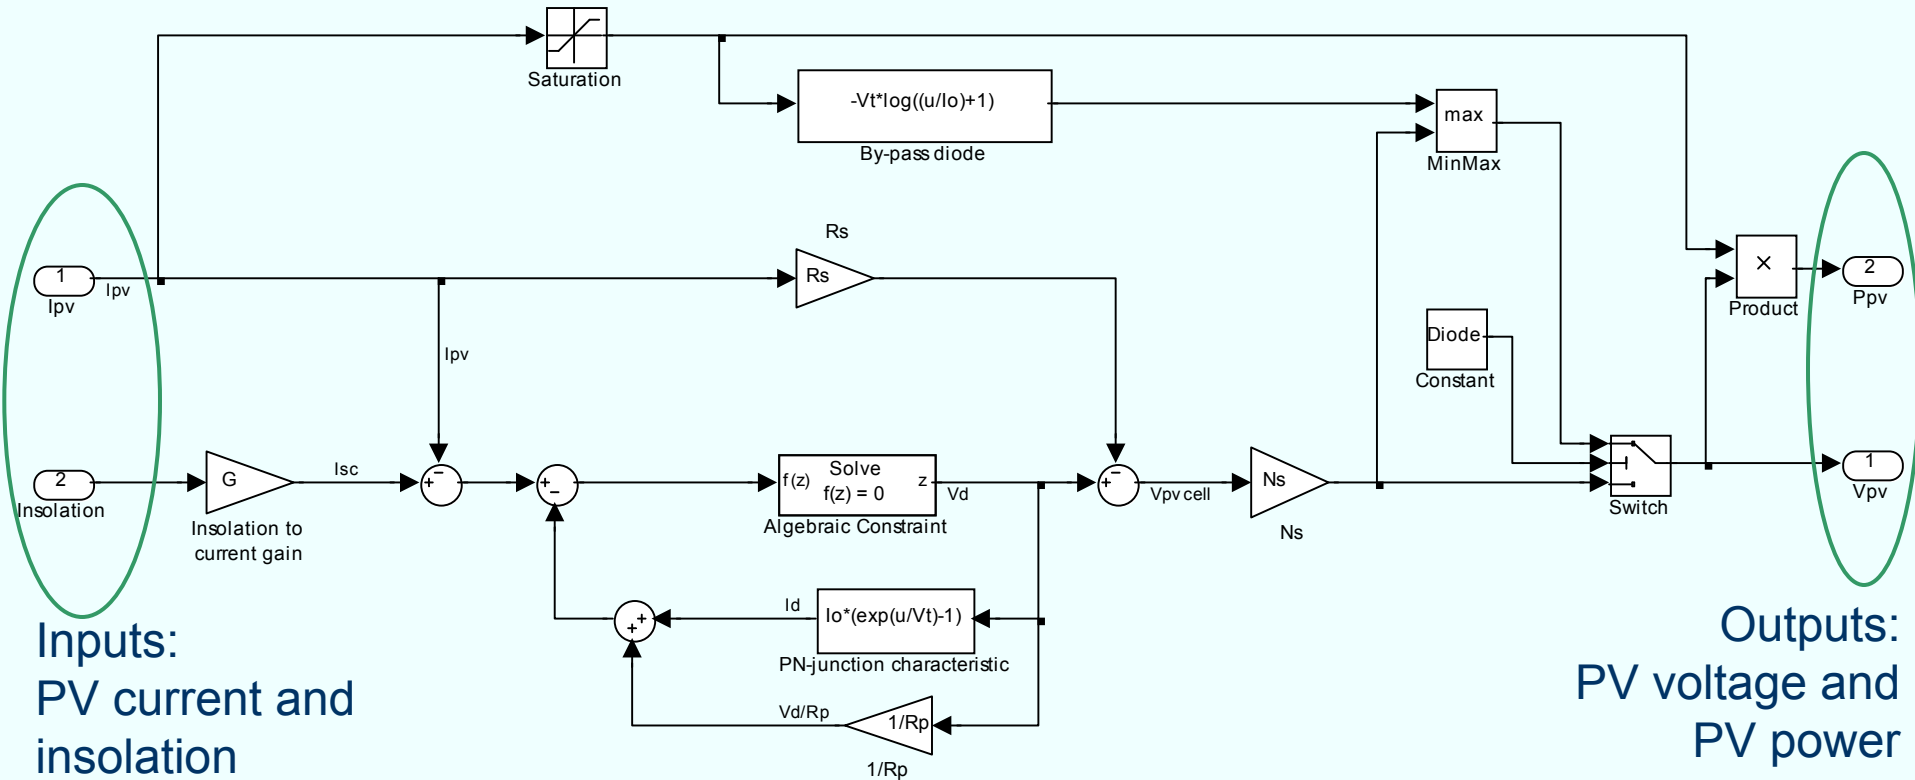 Saturation
-Vt*log((u/Io)+1)
By-pass diode
max
MinMax
Rs
Rs
1
Ipv
Ipv
Ipv
×
Product
2
Ppv
Diode
Constant
2
Insolation
G
Insolation to
current gain
Isc
+
−
+
−
f(z)
Solve
f(z) = 0
z
Algebraic Constraint
Vd
+
−
Vpv cell
Ns
Ns
Switch
1
Vpv
+
+
Id
Io*(exp(u/Vt)-1)
PN-junction characteristic
Vd/Rp
1/Rp
1/Rp
Inputs:
PV current and
insolation
Outputs:
PV voltage and
PV power